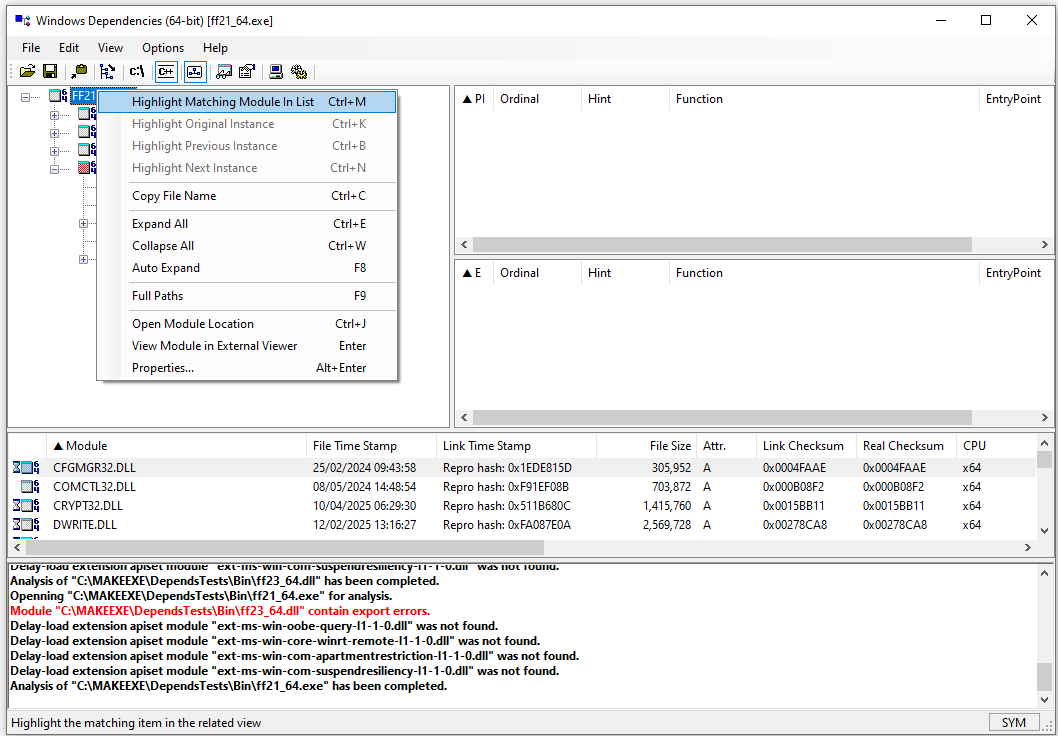 Windows Dependencies (64-bit) [ff21_64.exe]
File Edit View Options Help
c:\ C++
FF21
Highlight Matching Module In List Ctrl+M
Highlight Original Instance Ctrl+K
Highlight Previous Instance Ctrl+B
Highlight Next Instance Ctrl+N
Copy File Name Ctrl+C
Expand All Ctrl+E
Collapse All Ctrl+W
Auto Expand F8
Full Paths F9
Open Module Location Ctrl+J
View Module in External Viewer Enter
Properties... Alt+Enter
PI Ordinal Hint Function EntryPoint
E Ordinal Hint Function EntryPoint
Module File Time Stamp Link Time Stamp File Size Attr. Link Checksum Real Checksum CPU
CFGMGR32.DLL 25/02/2024 09:43:58 Repro hash: 0x1EDE815D 305,952 A 0x0004FAAE 0x0004FAAE x64
COMCTL32.DLL 08/05/2024 14:48:54 Repro hash: 0xF91EF08B 703,872 A 0x000B08F2 0x000B08F2 x64
CRYPT32.DLL 10/04/2025 06:29:30 Repro hash: 0x511B680C 1,415,760 A 0x0015BB11 0x0015BB11 x64
DWRITE.DLL 12/02/2025 13:16:27 Repro hash: 0xFA087E0A 2,569,728 A 0x00278CA8 0x00278CA8 x64
Delay-load extension apiset module "ext-ms-win-com-suspendresiliency-l1-1-0.dll" was not found.
Analysis of "C:\MAKEEXE\DependsTests\Bin\ff23_64.dll" has been completed.
Openning "C:\MAKEEXE\DependsTests\Bin\ff21_64.exe" for analysis.
Module "C:\MAKEEXE\DependsTests\Bin\ff23_64.dll" contain export errors.
Delay-load extension apiset module "ext-ms-win-oobe-query-l1-1-0.dll" was not found.
Delay-load extension apiset module "ext-ms-win-core-winrt-remote-l1-1-0.dll" was not found.
Delay-load extension apiset module "ext-ms-win-com-apartmentrestriction-l1-1-0.dll" was not found.
Delay-load extension apiset module "ext-ms-win-com-suspendresiliency-l1-1-0.dll" was not found.
Analysis of "C:\MAKEEXE\DependsTests\Bin\ff21_64.exe" has been completed.
Highlight the matching item in the related view SYM